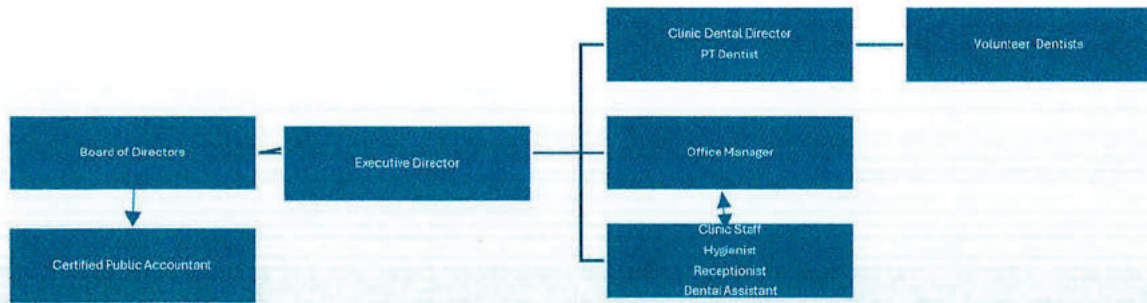 Clinic Dental Director
PT Dentist
Volunteer Dentists
Board of Directors
Executive Director
Office Manager
Certified Public Accountant
Clinic Staff
Hygienist
Receptionist
Dental Assistant